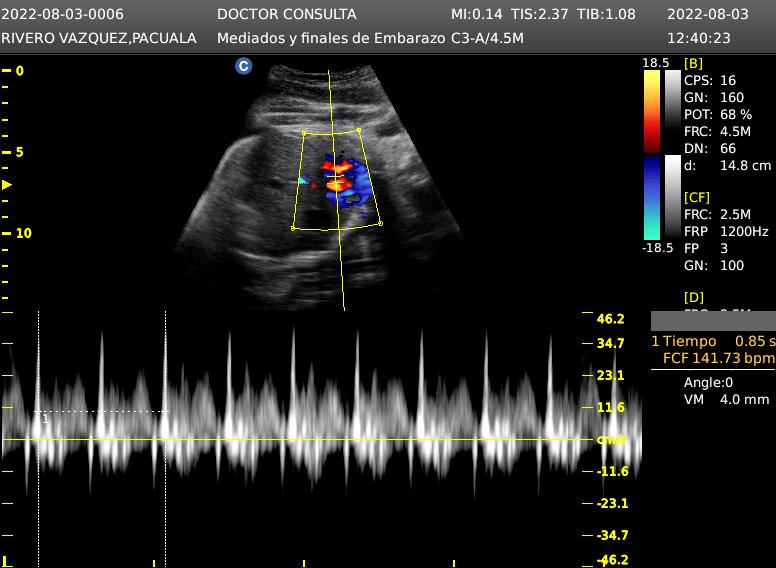 2022-08-03-0006 DOCTOR CONSULTA MI:0.14 TIS:2.37 TIB:1.08 2022-08-03
RIVERO VAZQUEZ,PACUALA Mediados y finales de Embarazo C3-A/4.5M 12:40:23
C
0
5
10
18.5
-18.5
[B]
CPS: 16
GN: 160
POT: 68 %
FRC: 4.5M
DN: 66
d: 14.8 cm
[CF]
FRC: 2.5M
FRP 1200Hz
FP 3
GN: 100
[D]
1 Tiempo 0.85 s
FCF 141.73 bpm
Angle:0
VM 4.0 mm
46.2
34.7
23.1
11.6
cm/s
-11.6
-23.1
-34.7
-46.2
1